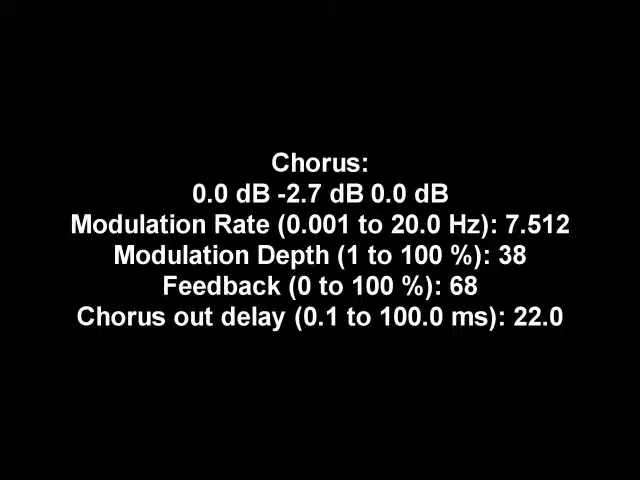 Chorus:
0.0 dB -2.7 dB 0.0 dB
Modulation Rate (0.001 to 20.0 Hz): 7.512
Modulation Depth (1 to 100 %): 38
Feedback (0 to 100 %): 68
Chorus out delay (0.1 to 100.0 ms): 22.0